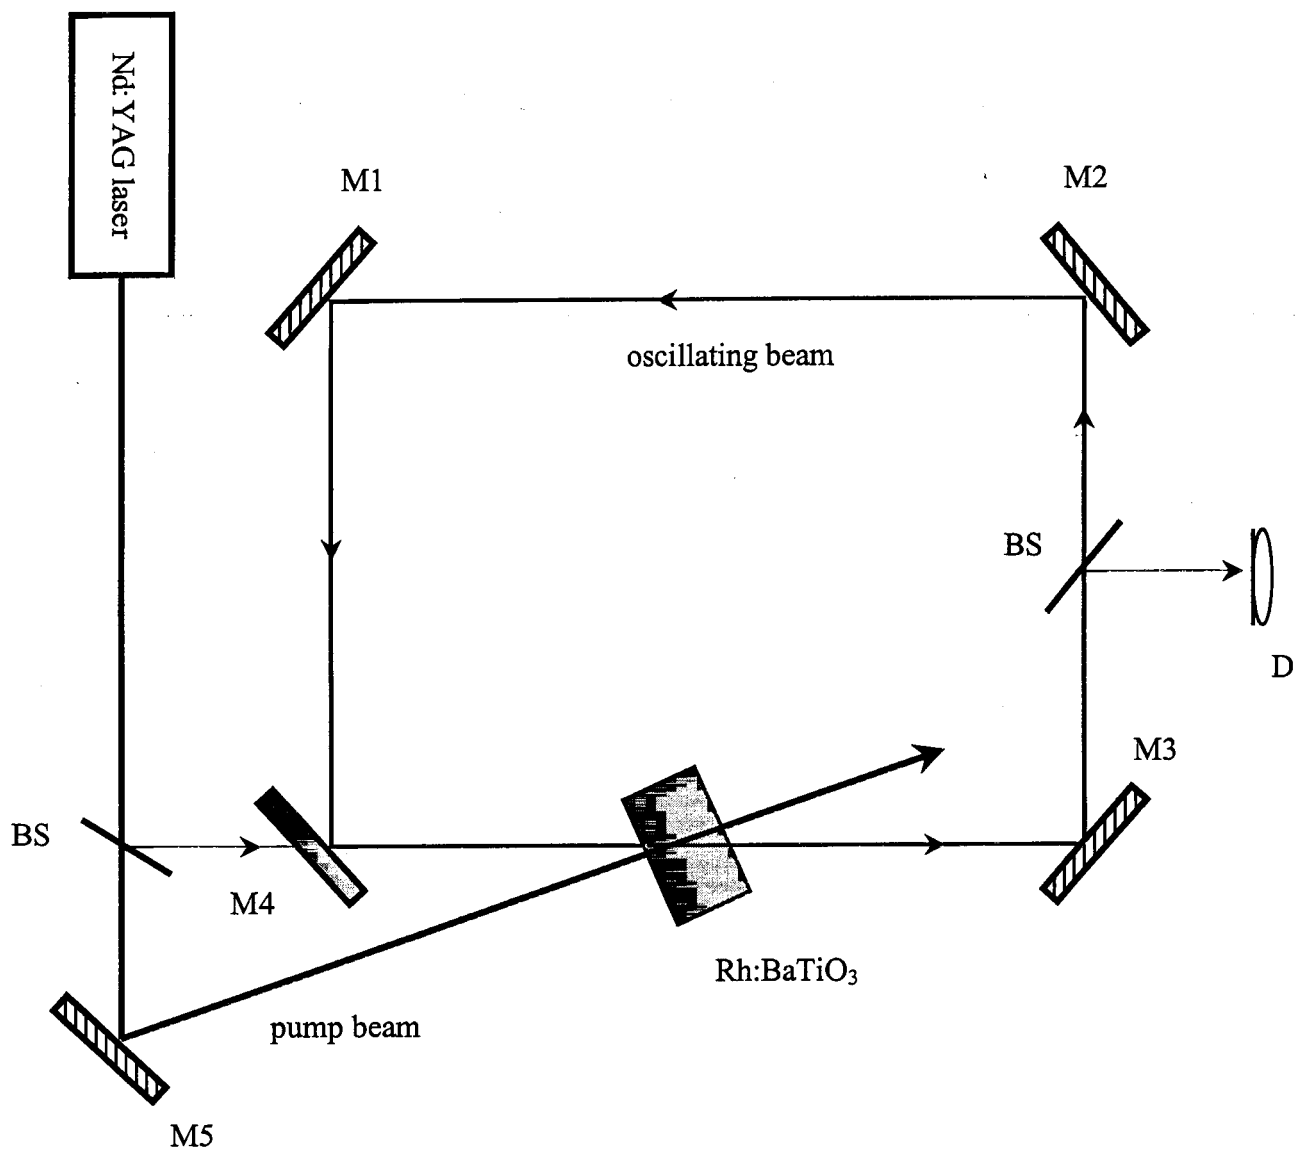 Nd:YAG laser
M1
M2
oscillating beam
BS
D
M3
BS
M4
Rh:BaTiO₃
pump beam
M5